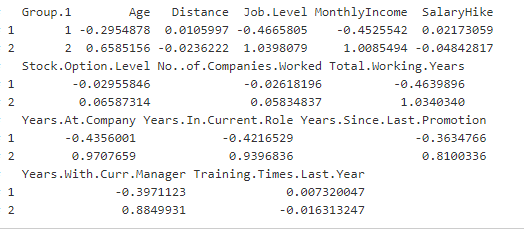 Group.1 Age Distance Job.Level MonthlyIncome SalaryHike
1 1 -0.2954878 0.0105997 -0.4665805 -0.4525542 0.02173059
2 2 0.6585156 -0.0236222 1.0398079 1.0085494 -0.04842817
Stock.Option.Level No..of.Companies.Worked Total.Working.Years
1 -0.02955846 -0.02618196 -0.4639896
2 0.06587314 0.05834837 1.0340340
Years.At.Company Years.In.Current.Role Years.Since.Last.Promotion
1 -0.4356001 -0.4216529 -0.3634766
2 0.9707659 0.9396836 0.8100336
Years.With.Curr.Manager Training.Times.Last.Year
1 -0.3971123 0.007320047
2 0.8849931 -0.016313247